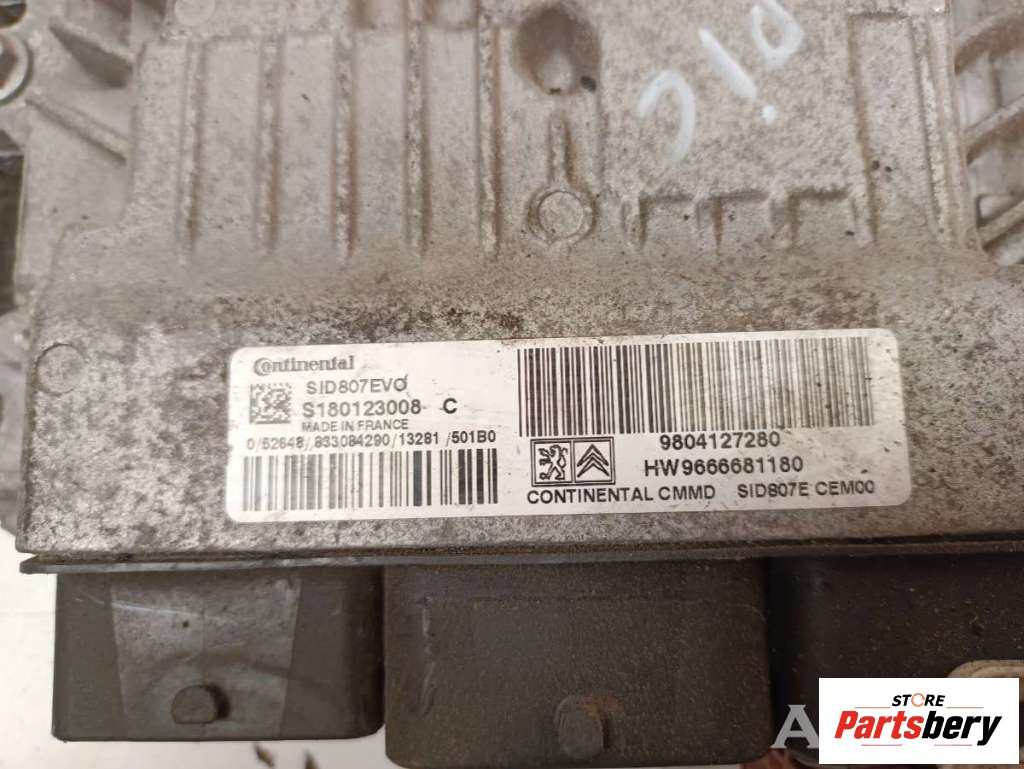 Continental
SID807EVO
S180123008 C
MADE IN FRANCE
0/52648/833084290/13281/501B0
9804127280
HW9666681180
CONTINENTAL CMMD SID807E CEM00
STORE
Partsbery